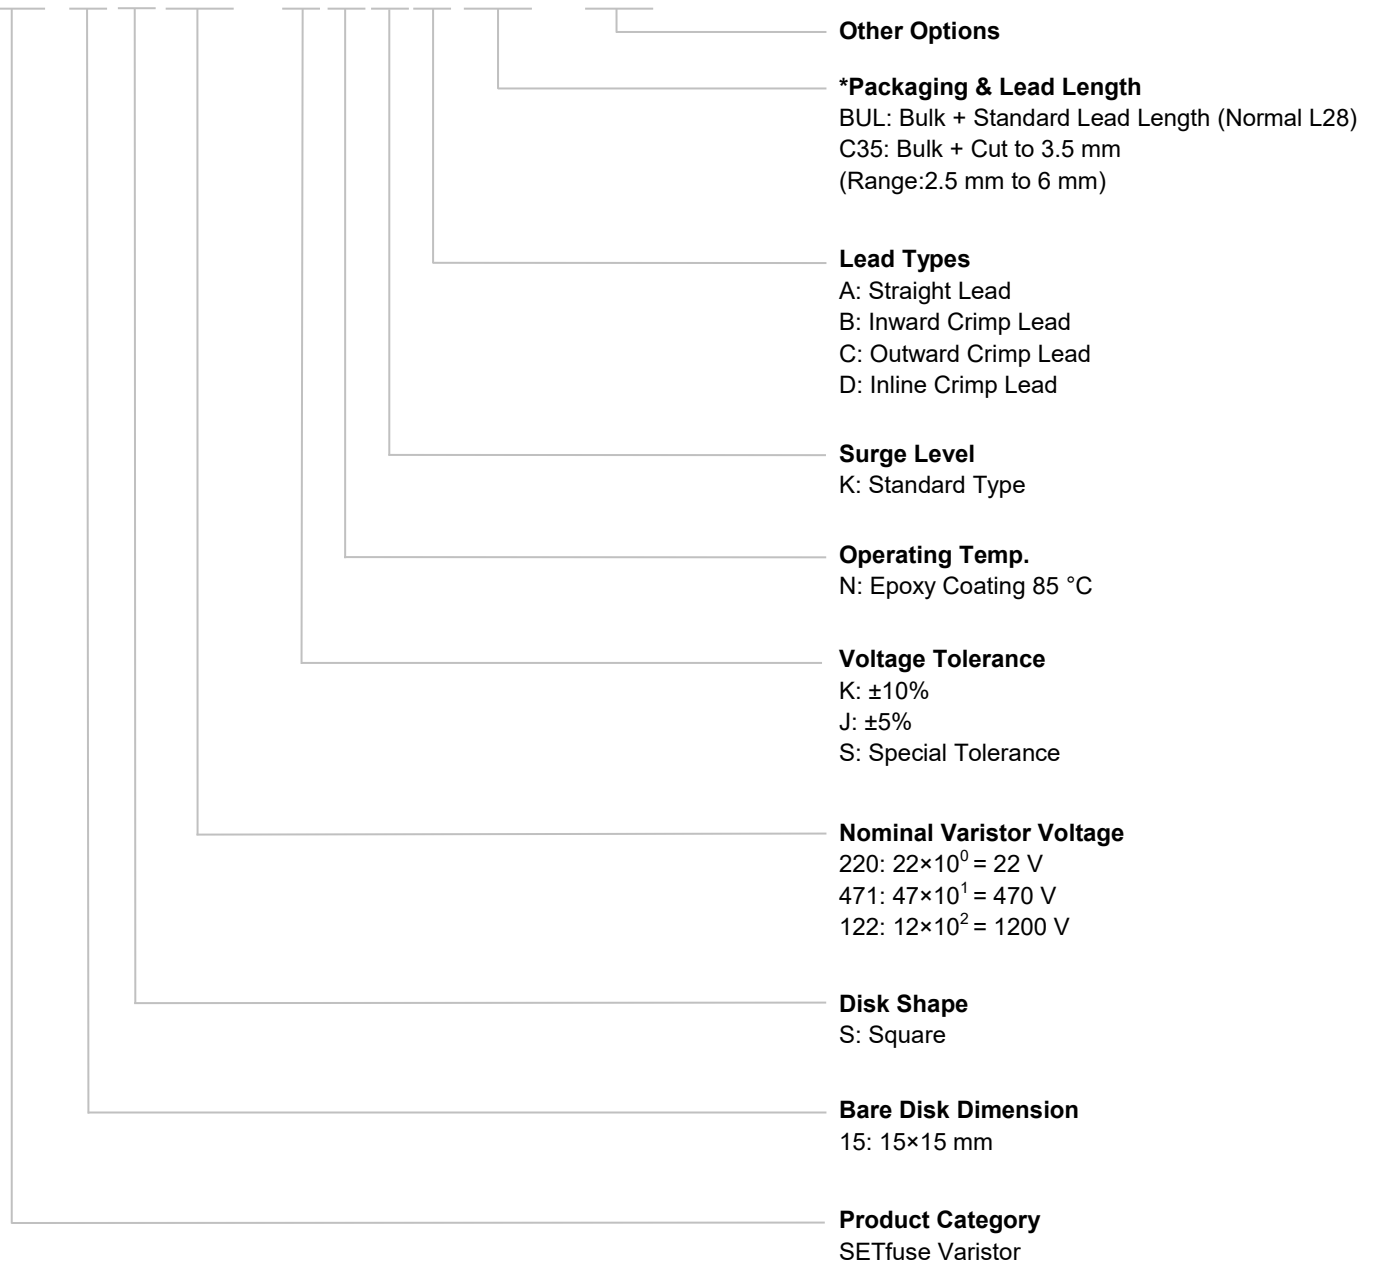 Other Options
*Packaging & Lead Length
BUL: Bulk + Standard Lead Length (Normal L28)
C35: Bulk + Cut to 3.5 mm
(Range:2.5 mm to 6 mm)
Lead Types
A: Straight Lead
B: Inward Crimp Lead
C: Outward Crimp Lead
D: Inline Crimp Lead
Surge Level
K: Standard Type
Operating Temp.
N: Epoxy Coating 85 °C
Voltage Tolerance
K: ±10%
J: ±5%
S: Special Tolerance
Nominal Varistor Voltage
220: 22×10⁰ = 22 V
471: 47×10¹ = 470 V
122: 12×10² = 1200 V
Disk Shape
S: Square
Bare Disk Dimension
15: 15×15 mm
Product Category
SETfuse Varistor